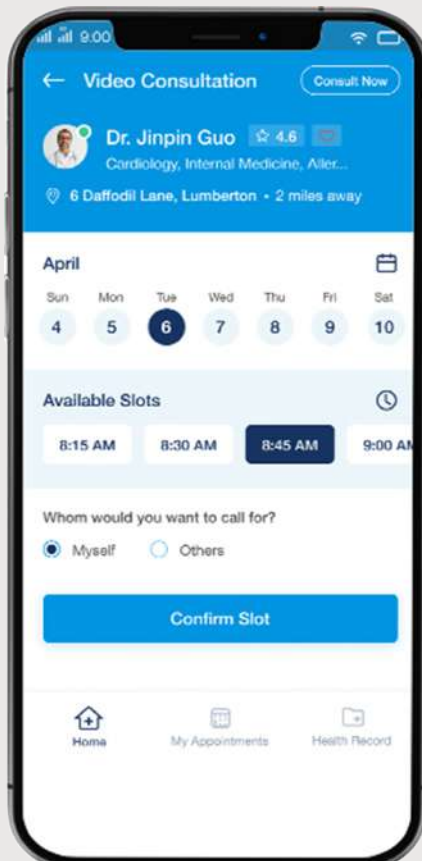 9:00
Video Consultation
Consult Now
Dr. Jinpin Guo 4.6
Cardiology, Internal Medicine, Aller...
6 Daffodil Lane, Lumberton • 2 miles away
April
Sun Mon Tue Wed Thu Fri Sat
4 5 6 7 8 9 10
Available Slots
8:15 AM 8:30 AM 8:45 AM 9:00 AM
Whom would you want to call for?
Myself Others
Confirm Slot
Home My Appointments Health Record